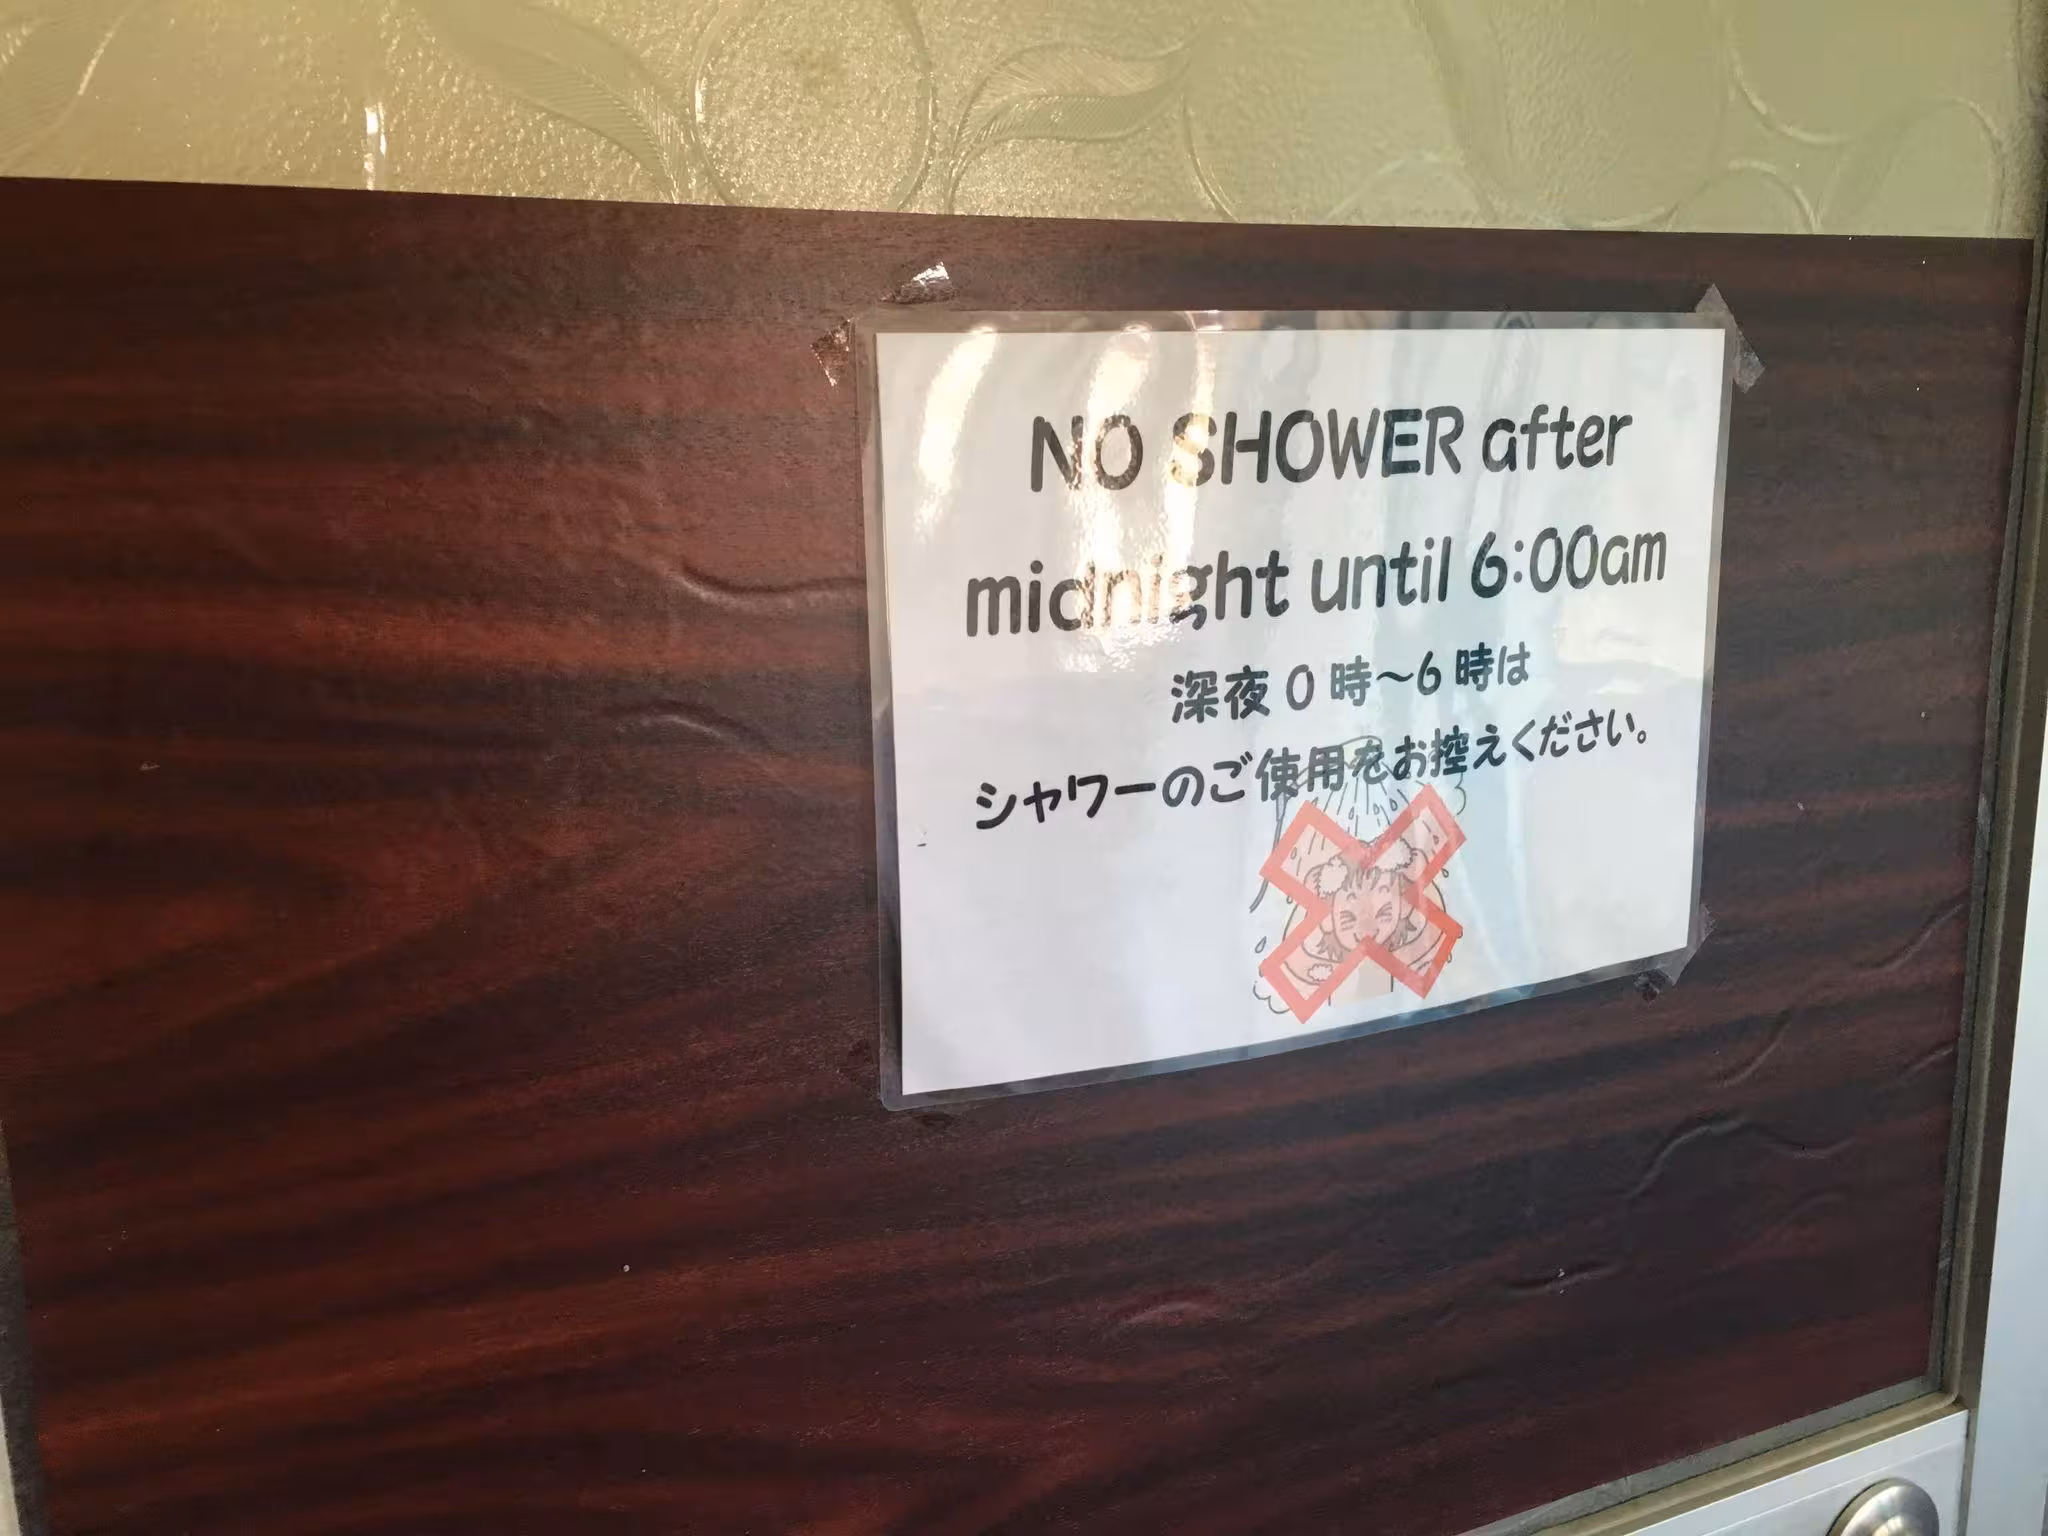 NO SHOWER after
midnight until 6:00am
深夜0時～6時は
シャワーのご使用をお控えください。